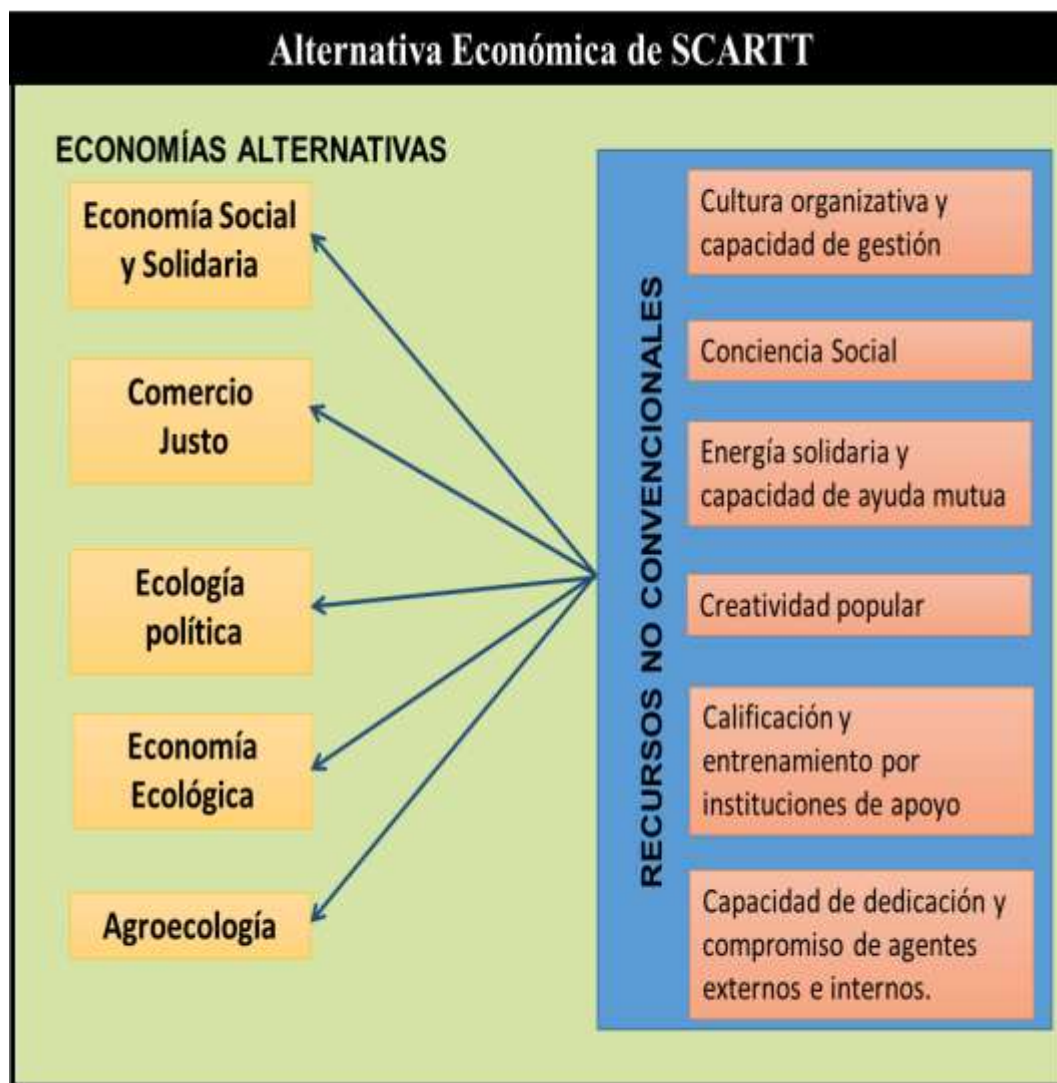 Alternativa Económica de SCARTT
ECONOMÍAS ALTERNATIVAS
Economía Social
y Solidaria
Comercio
Justo
Ecología
política
Economía
Ecológica
Agroecología
RECURSOS NO CONVENCIONALES
Cultura organizativa y
capacidad de gestión
Conciencia Social
Energía solidaria y
capacidad de ayuda mutua
Creatividad popular
Calificación y
entrenamiento por
instituciones de apoyo
Capacidad de dedicación y
compromiso de agentes
externos e internos.